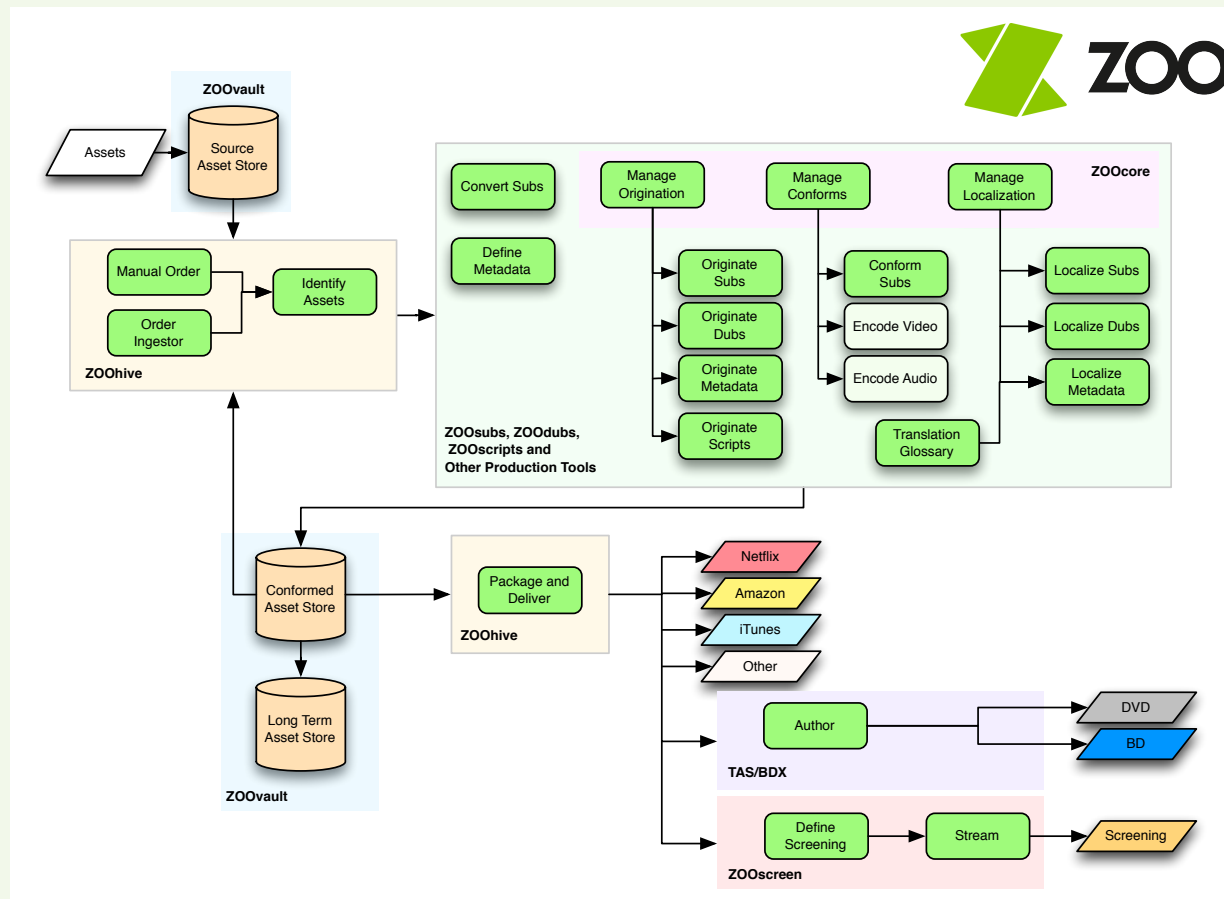 ZOO
ZOOvault
Assets
Source
Asset Store
Convert Subs
Manage
Origination
Manage
Conforms
Manage
Localization
ZOOcore
Manual Order
Identify
Assets
Order
Ingestor
ZOOhive
Define
Metadata
Originate
Subs
Conform
Subs
Localize Subs
Originate
Dubs
Encode Video
Localize Dubs
Originate
Metadata
Encode Audio
Localize
Metadata
Originate
Scripts
Translation
Glossary
ZOOsubs, ZOOdubs,
ZOOscripts and
Other Production Tools
Conformed
Asset Store
Long Term
Asset Store
ZOOvault
Package and
Deliver
ZOOhive
Netflix
Amazon
iTunes
Other
Author
TAS/BDX
DVD
BD
Define
Screening
Stream
Screening
ZOOscreen